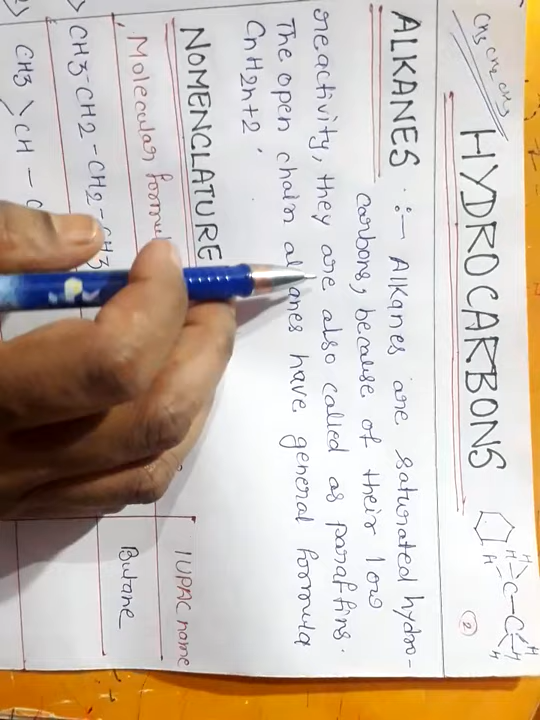 CH3 CH2 CH3
HYDROCARBONS
2
H H
C-C
H H H
ALKANES :- Alkanes are saturated hydro-
carbons, because of their low
reactivity, they are also called as paraffins.
The open chain alkanes have general formula
CnH2n+2,
NOMENCLATURE
Molecular formul IUPAC name
CH3-CH2-CH2-CH3 Butane
CH3 CH - C